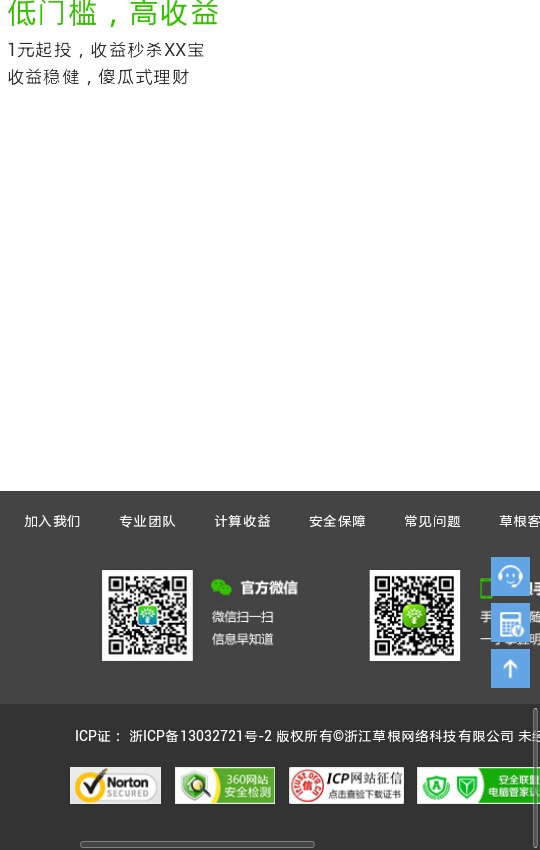 低门槛，高收益
1元起投，收益秒杀XX宝
收益稳健，傻瓜式理财
加入我们 专业团队 计算收益 安全保障 常见问题 草根客
官方微信
微信扫一扫
信息早知道
手
一
ICP证： 浙ICP备13032721号-2 版权所有©浙江草根网络科技有限公司 未经
Norton
SECURED
360网站
安全检测
ICP网站征信
点击查验下载证书
安全联盟
电脑管家认